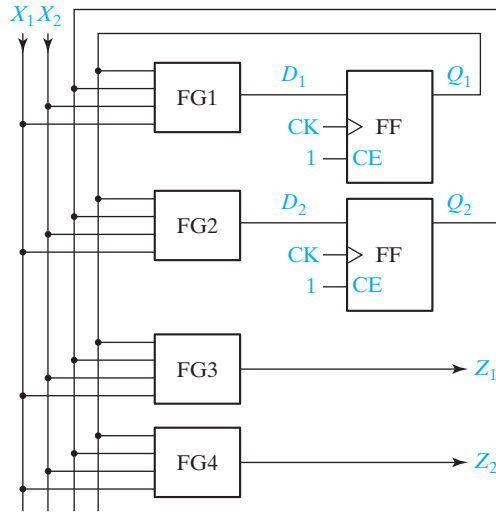 X1 X2
FG1 D1 Q1
CK FF
1 CE
FG2 D2 Q2
CK FF
1 CE
FG3 Z1
FG4 Z2